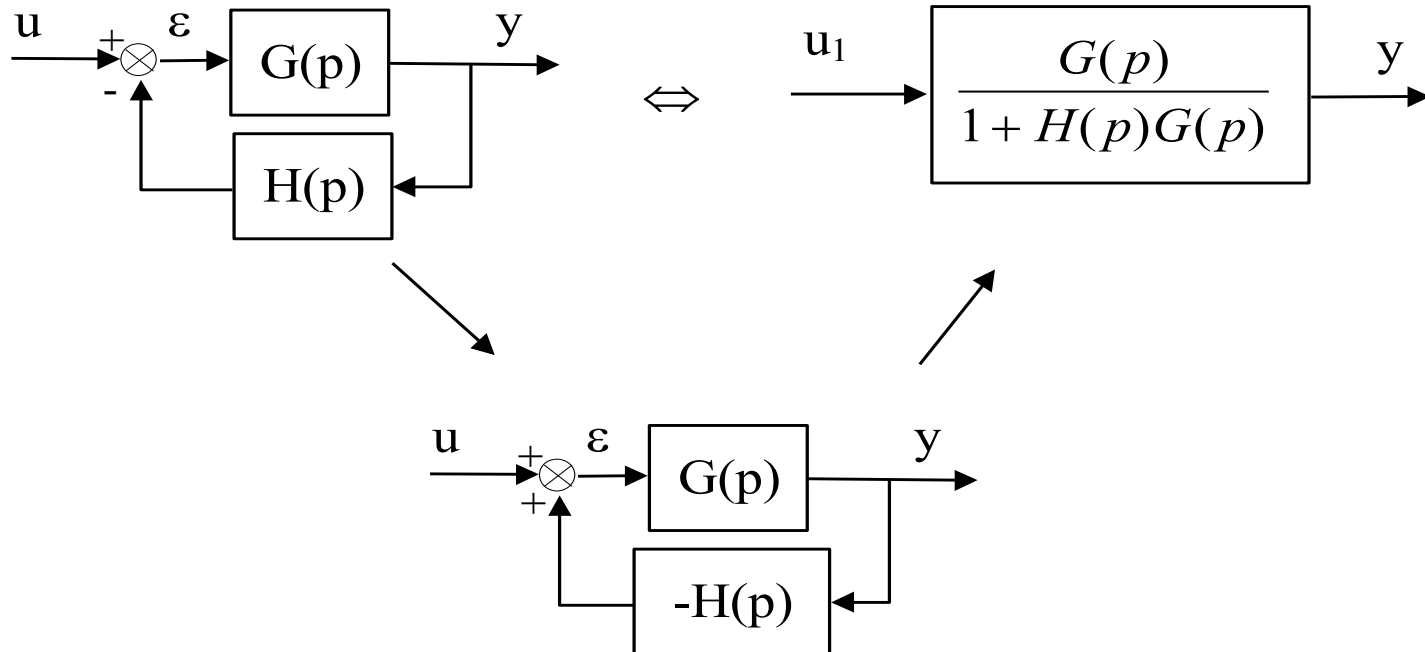 u + ε G(p) y
-
H(p)
⇔
u₁ G(p) y
1 + H(p)G(p)
u + ε G(p) y
+
-H(p)